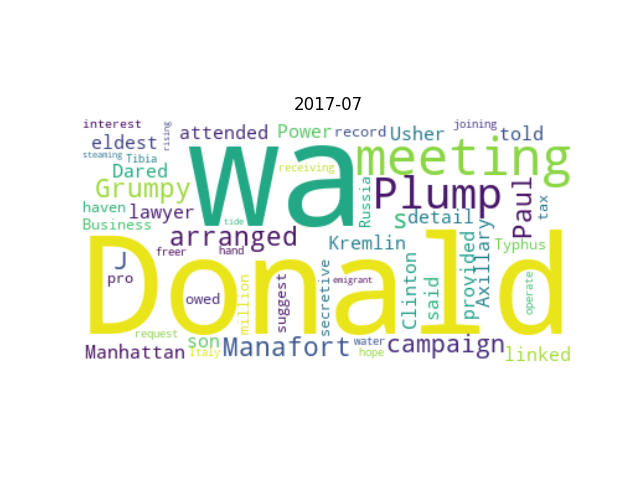 2017-07
interest
rising
eldest
attended
Power
record
Usher
joining
told
steaming
Tibia
wa
receiving
meeting
Dared
Grumpy
Russia
Plump
Paul
tax
haven
lawyer
Business
s
detail
tide
arranged
Kremlin
provided
Axillary
Typhus
J
freer
hand
pro
Donald
owed
million
suggest
secretive
emigrant
Clinton
said
operate
request
son
Italy
Manafort
water
hope
campaign
Manhattan
linked